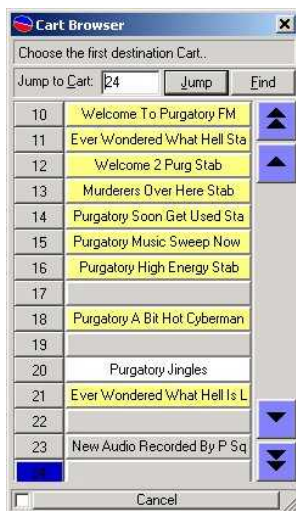 Cart Browser
Choose the first destination Cart..
Jump to Cart: 24 Jump Find
10 Welcome To Purgatory FM
11 Ever Wondered What Hell Sta
12 Welcome 2 Purg Stab
13 Murderers Over Here Stab
14 Purgatory Soon Get Used Sta
15 Purgatory Music Sweep Now
16 Purgatory High Energy Stab
17
18 Purgatory A Bit Hot Cyberman
19
20 Purgatory Jingles
21 Ever Wondered What Hell Is L
22
23 New Audio Recorded By P Sq
24
Cancel